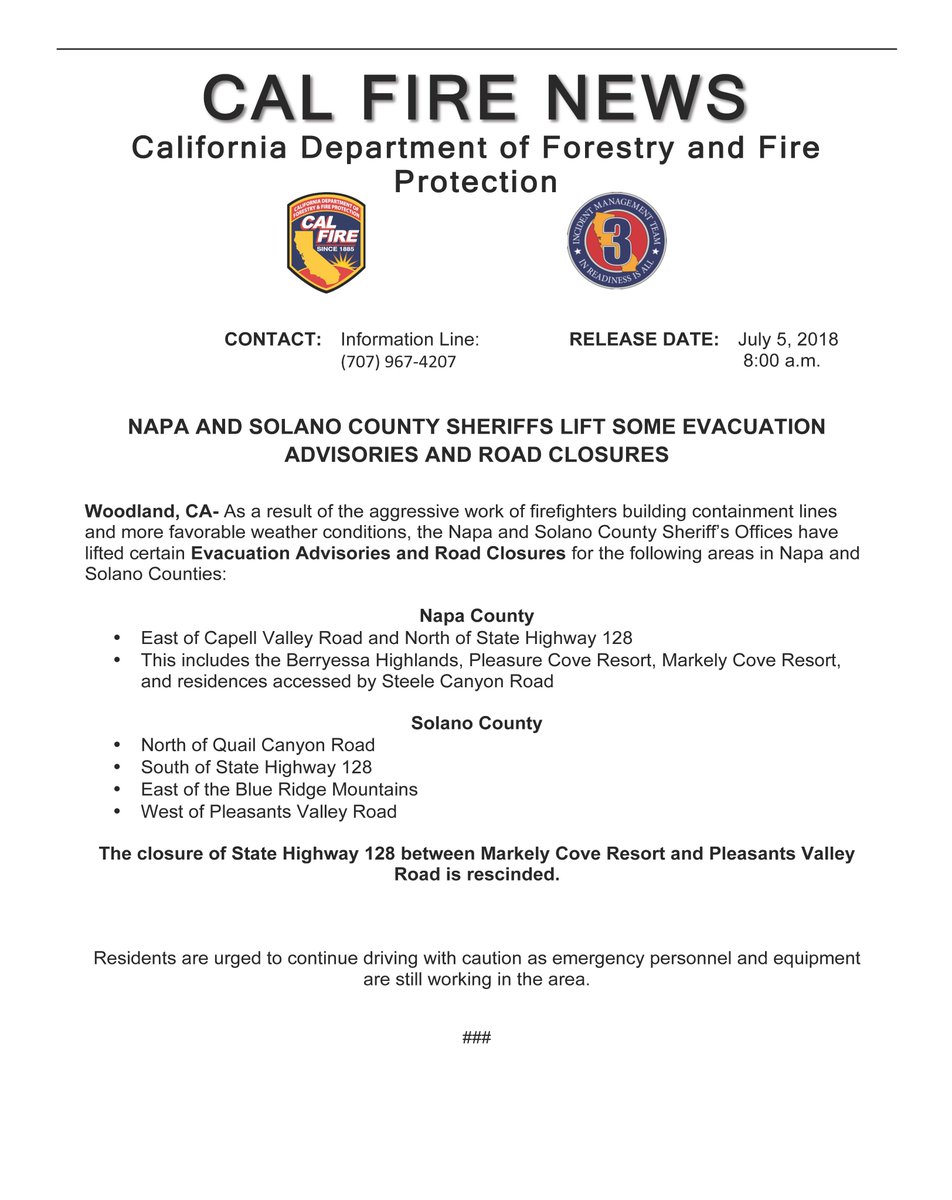 CAL FIRE NEWS
California Department of Forestry and Fire
Protection
CALIFORNIA DEPARTMENT OF
FORESTRY & FIRE PROTECTION
CAL
FIRE
SINCE 1885
INCIDENT MANAGEMENT TEAM
3
IN READINESS IS ALL
CONTACT: Information Line: RELEASE DATE: July 5, 2018
(707) 967-4207 8:00 a.m.
NAPA AND SOLANO COUNTY SHERIFFS LIFT SOME EVACUATION
ADVISORIES AND ROAD CLOSURES
Woodland, CA- As a result of the aggressive work of firefighters building containment lines
and more favorable weather conditions, the Napa and Solano County Sheriff's Offices have
lifted certain Evacuation Advisories and Road Closures for the following areas in Napa and
Solano Counties:
Napa County
• East of Capell Valley Road and North of State Highway 128
• This includes the Berryessa Highlands, Pleasure Cove Resort, Markely Cove Resort,
and residences accessed by Steele Canyon Road
Solano County
• North of Quail Canyon Road
• South of State Highway 128
• East of the Blue Ridge Mountains
• West of Pleasants Valley Road
The closure of State Highway 128 between Markely Cove Resort and Pleasants Valley
Road is rescinded.
Residents are urged to continue driving with caution as emergency personnel and equipment
are still working in the area.
###